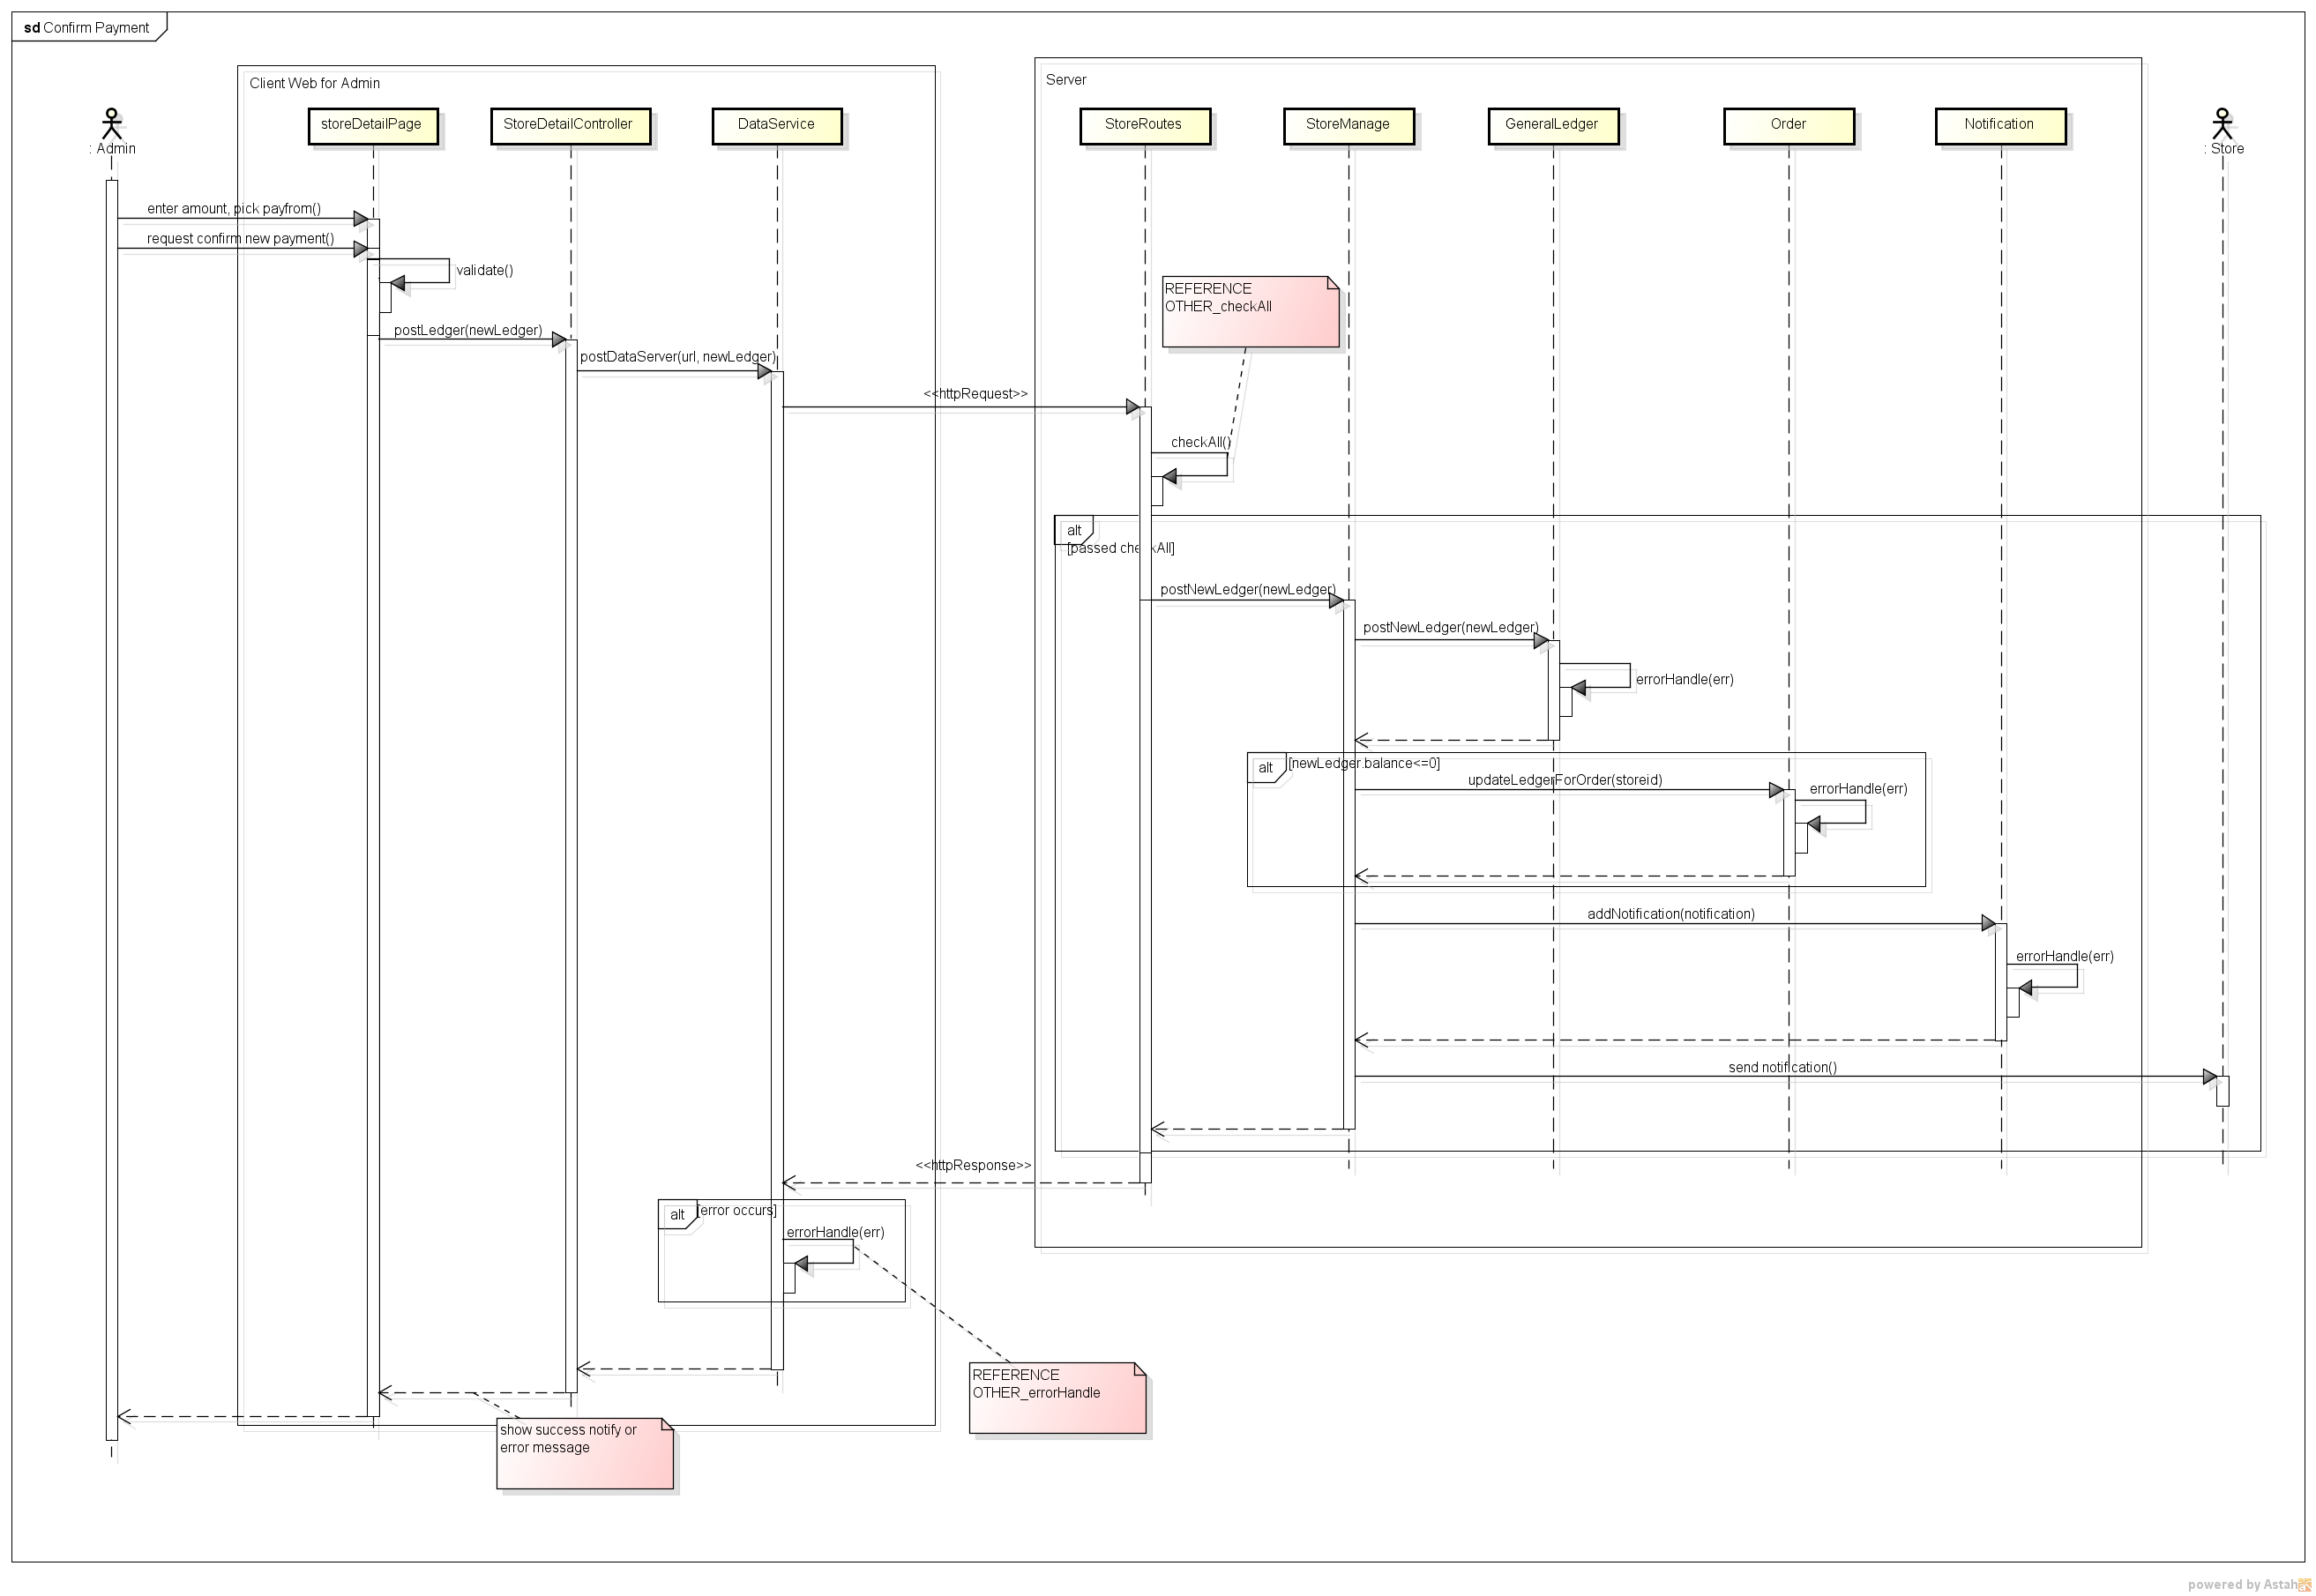 sd Confirm Payment
Client Web for Admin
Server
storeDetailPage
StoreDetailController
DataService
StoreRoutes
StoreManage
GeneralLedger
Order
Notification
: Admin
: Store
enter amount, pick payfrom()
request confirm new payment()
validate()
REFERENCE
OTHER_checkAll
postLedger(newLedger)
postDataServer(url, newLedger)
<<httpRequest>>
checkAll()
alt
[passed checkAll]
postNewLedger(newLedger)
postNewLedger(newLedger)
errorHandle(err)
alt
[newLedger.balance<=0]
updateLedgerForOrder(storeid)
errorHandle(err)
addNotification(notification)
errorHandle(err)
send notification()
<<httpResponse>>
alt
[error occurs]
errorHandle(err)
REFERENCE
OTHER_errorHandle
show success notify or
error message
powered by Astah